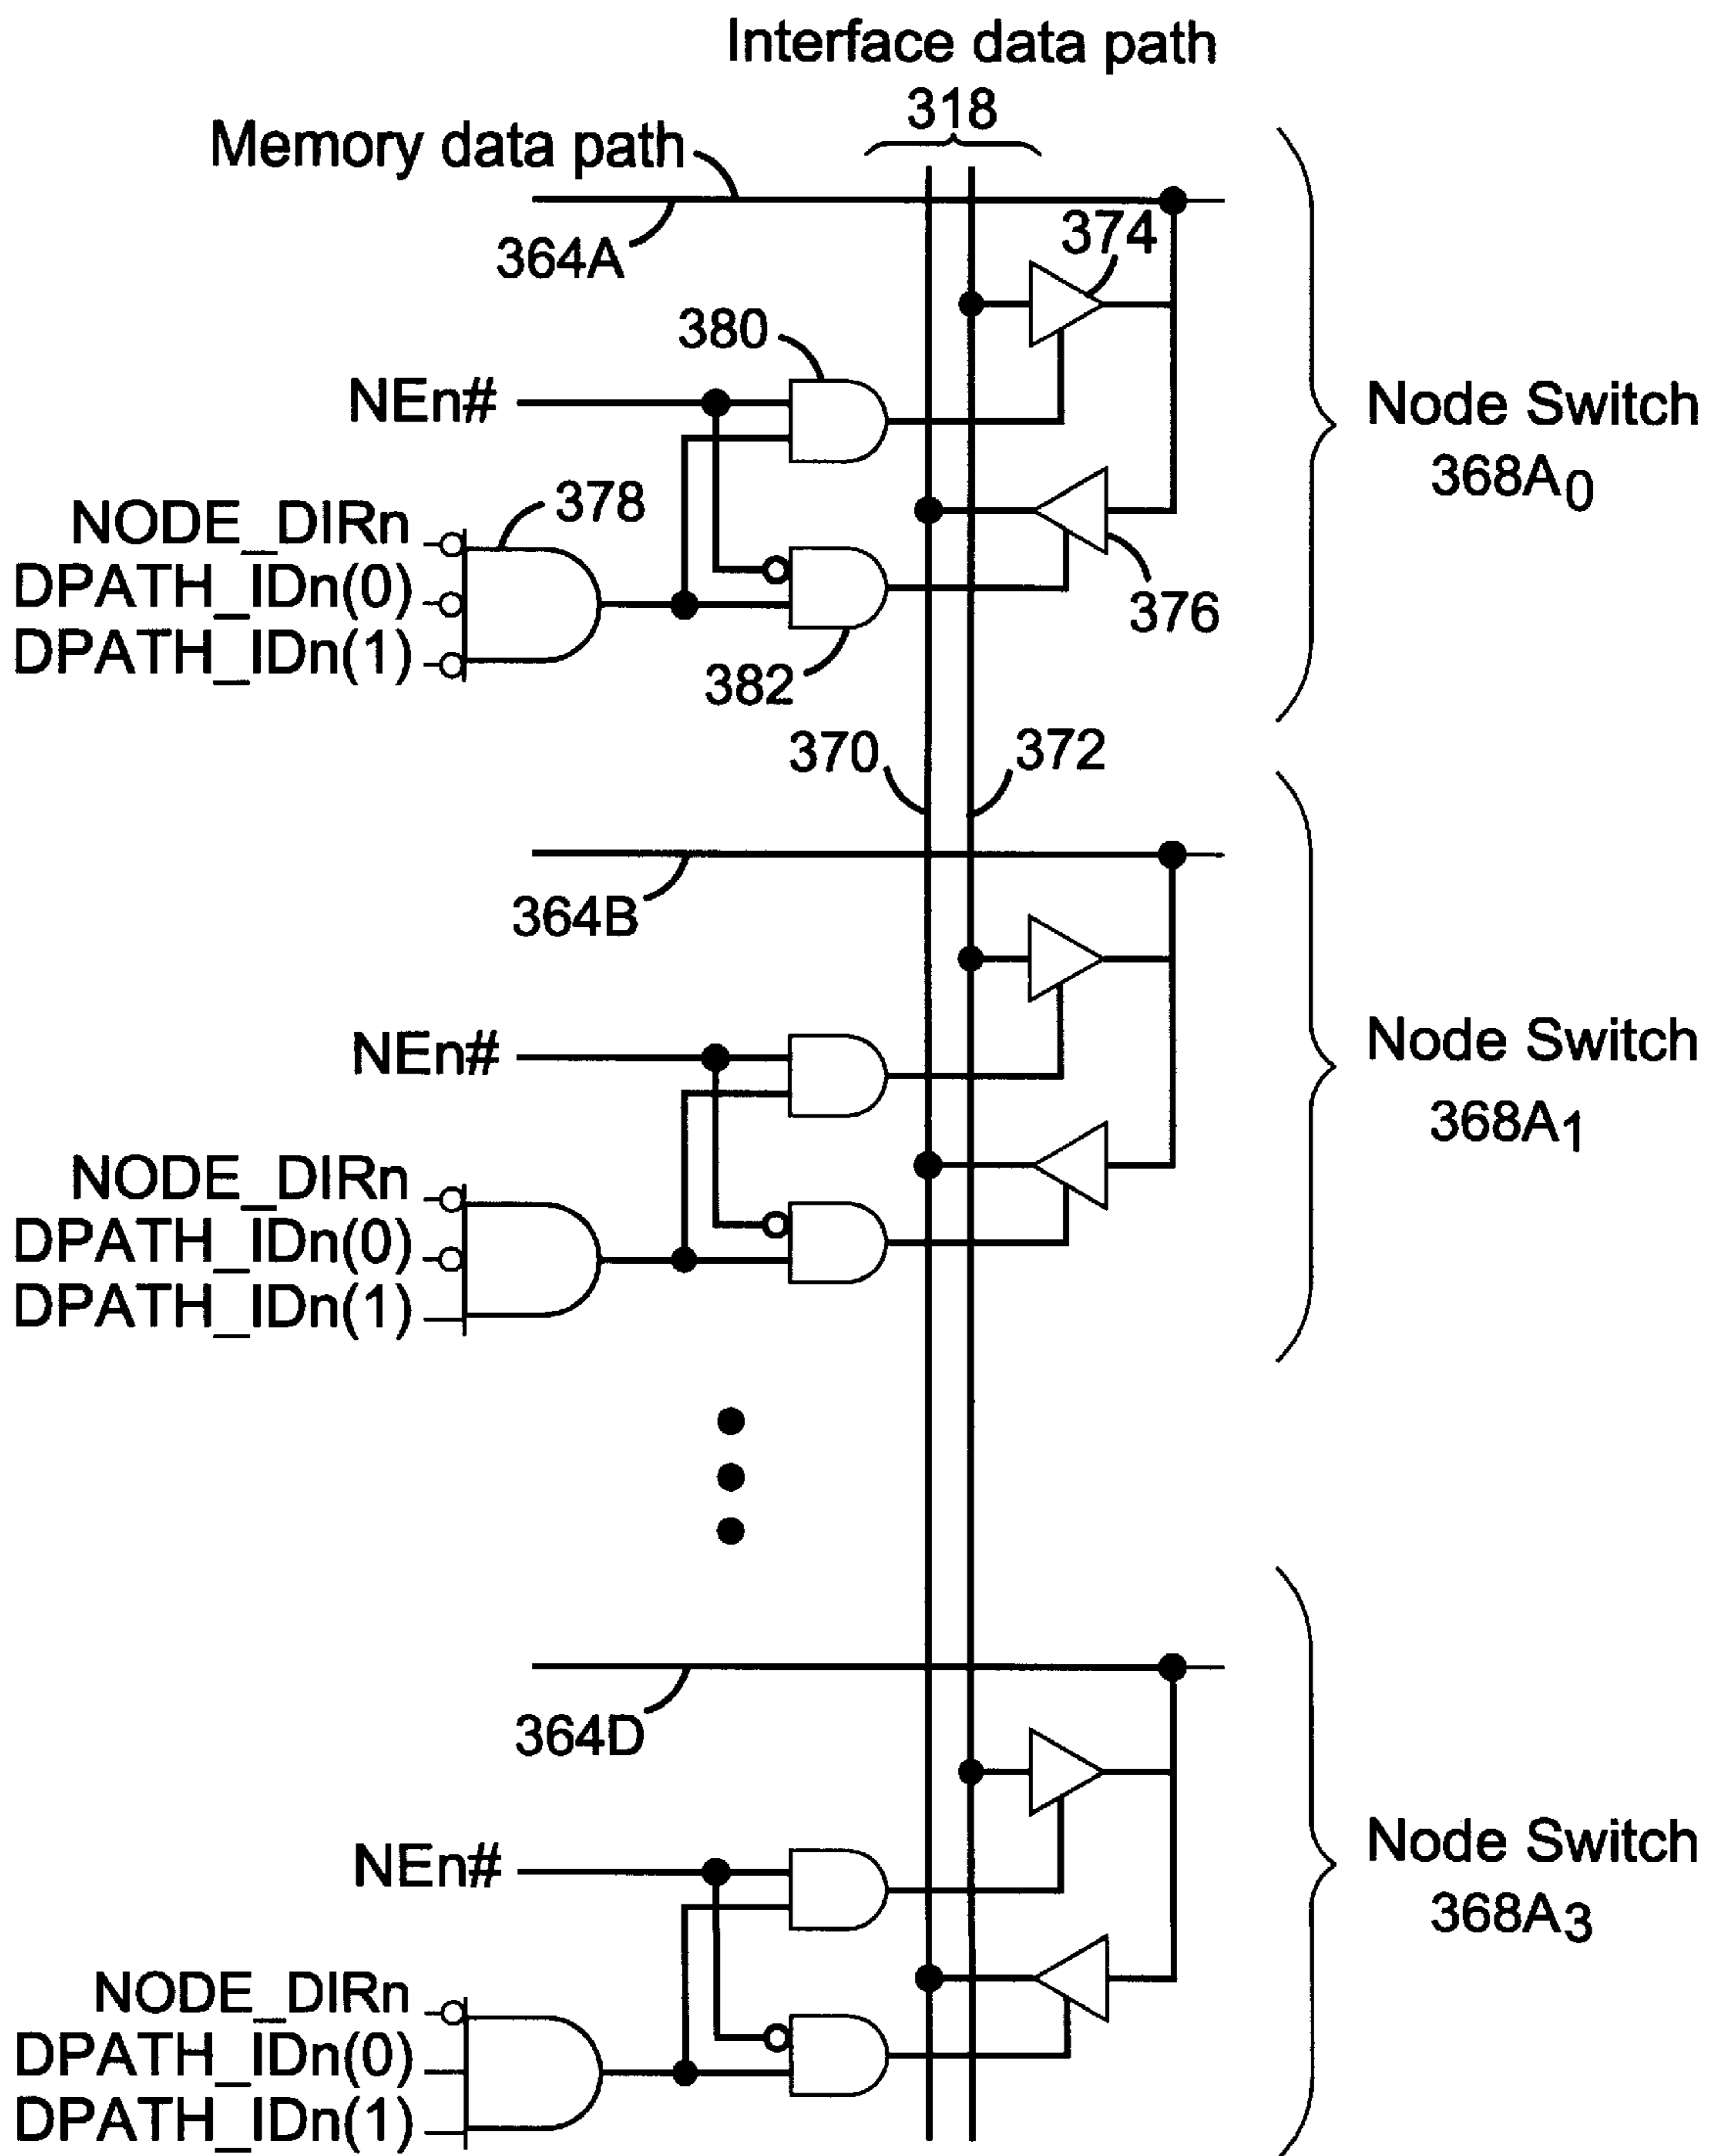 Interface data path
318
Memory data path
364A
374
380
NEn#
Node Switch
368A0
NODE_DIRn
378
DPATH_IDn(0)
DPATH_IDn(1)
376
382
370
372
364B
NEn#
Node Switch
368A1
NODE_DIRn
DPATH_IDn(0)
DPATH_IDn(1)
364D
NEn#
Node Switch
368A3
NODE_DIRn
DPATH_IDn(0)
DPATH_IDn(1)